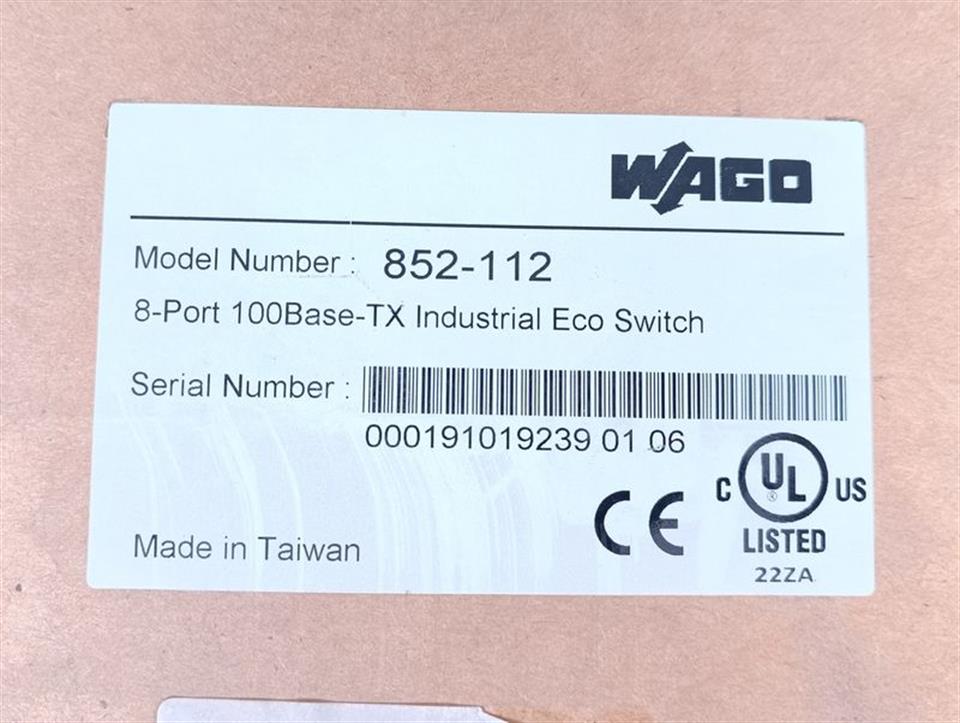 WAGO
Model Number : 852-112
8-Port 100Base-TX Industrial Eco Switch
Serial Number :
000191019239 01 06
CE
C UL ® US
LISTED
22ZA
Made in Taiwan